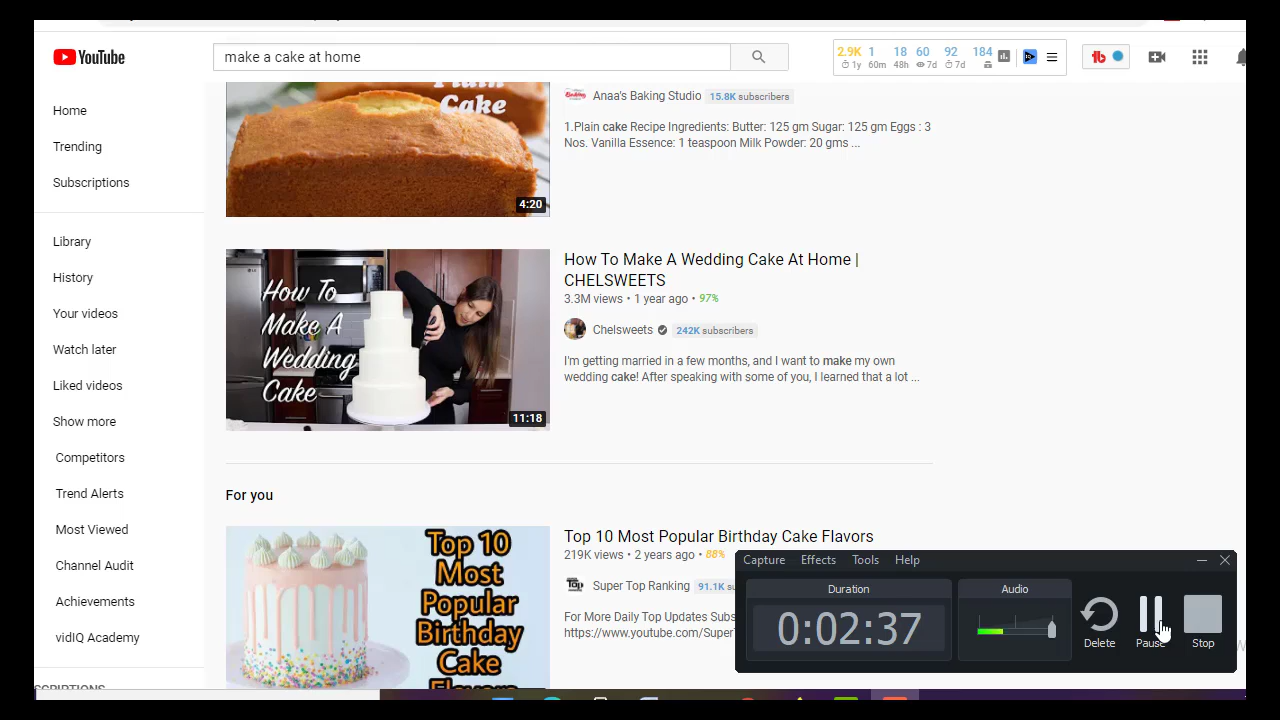 YouTube
make a cake at home
2.9K 1 18 60 92 184
1y 60m 48h 7d 7d
Home
Trending
Subscriptions
Library
History
Your videos
Watch later
Liked videos
Show more
Competitors
Trend Alerts
Most Viewed
Channel Audit
Achievements
vidIQ Academy
Plain
Cake
4:20
Anaa's Baking Studio 15.8K subscribers
1.Plain cake Recipe Ingredients: Butter: 125 gm Sugar: 125 gm Eggs : 3
Nos. Vanilla Essence: 1 teaspoon Milk Powder: 20 gms ...
How To
Make A
Wedding
Cake
11:18
How To Make A Wedding Cake At Home |
CHELSWEETS
3.3M views • 1 year ago • 97%
Chelsweets 242K subscribers
I'm getting married in a few months, and I want to make my own
wedding cake! After speaking with some of you, I learned that a lot ...
For you
Top 10
Most
Popular
Birthday
Cake
Flavors
Top 10 Most Popular Birthday Cake Flavors
219K views • 2 years ago • 88%
Super Top Ranking 91.1K
For More Daily Top Updates Subs
https://www.youtube.com/Super
Capture Effects Tools Help
Duration
0:02:37
Audio
Delete
Pause
Stop